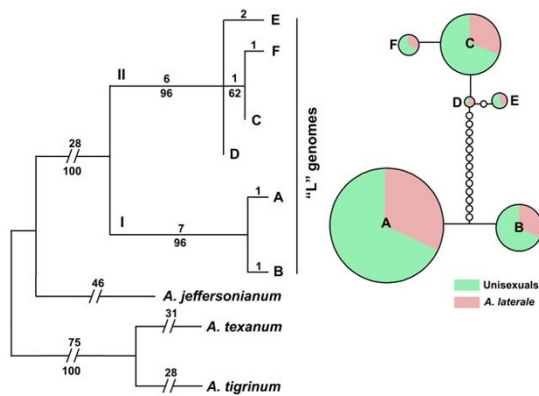 2
E
1
F
II
6
96
1
62
C
D
28
100
1
A
I
7
96
1
B
"L" genomes
46
A. jeffersonianum
31
A. texanum
75
100
28
A. tigrinum
F
C
D
E
A
B
Unisexuals
A. laterale